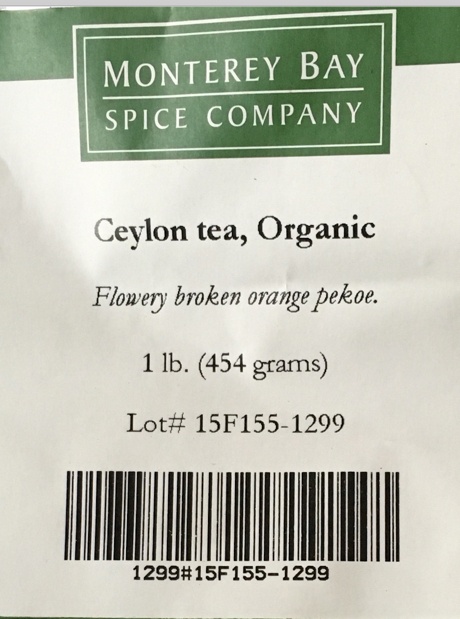 MONTEREY BAY
SPICE COMPANY
Ceylon tea, Organic
Flowery broken orange pekoe.
1 lb. (454 grams)
Lot# 15F155-1299
1299#15F155-1299